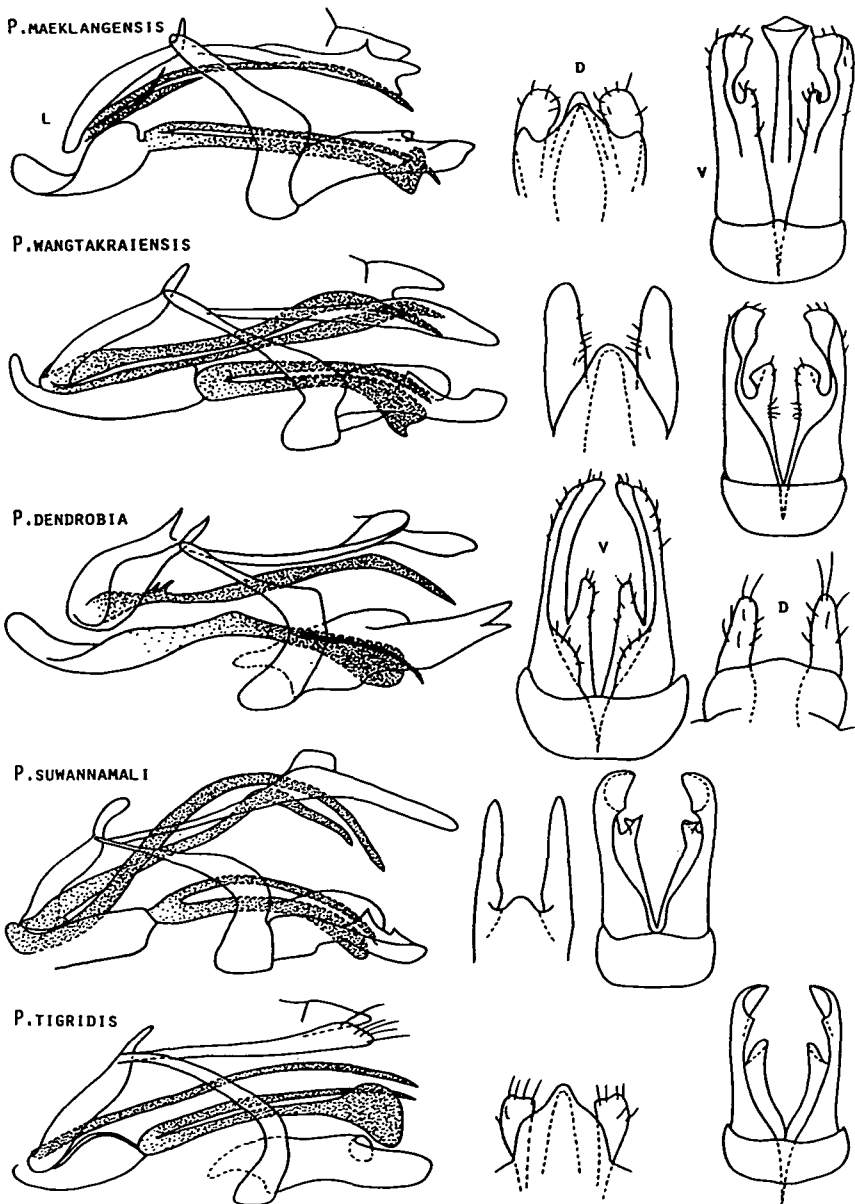 P.MAEKLANGENSIS
D
L
V
P.WANGTAKRAIENSIS
P.DENDROBIA
V
D
P.SUWANNAMALI
P.TIGRIDIS